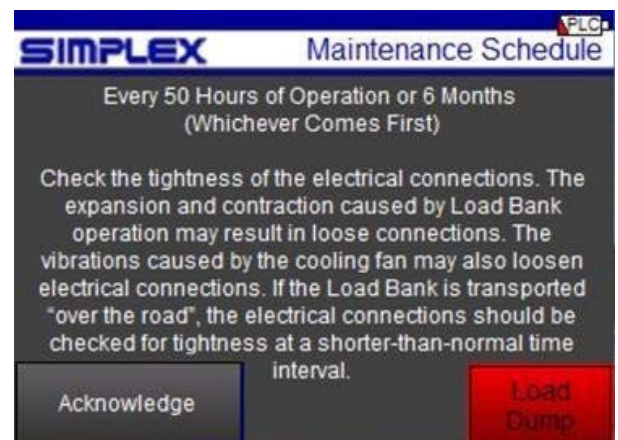 PLC
SIMPLEX Maintenance Schedule
Every 50 Hours of Operation or 6 Months
(Whichever Comes First)
Check the tightness of the electrical connections. The
expansion and contraction caused by Load Bank
operation may result in loose connections. The
vibrations caused by the cooling fan may also loosen
electrical connections. If the Load Bank is transported
“over the road”, the electrical connections should be
checked for tightness at a shorter-than-normal time
interval.
Acknowledge
Load
Dump